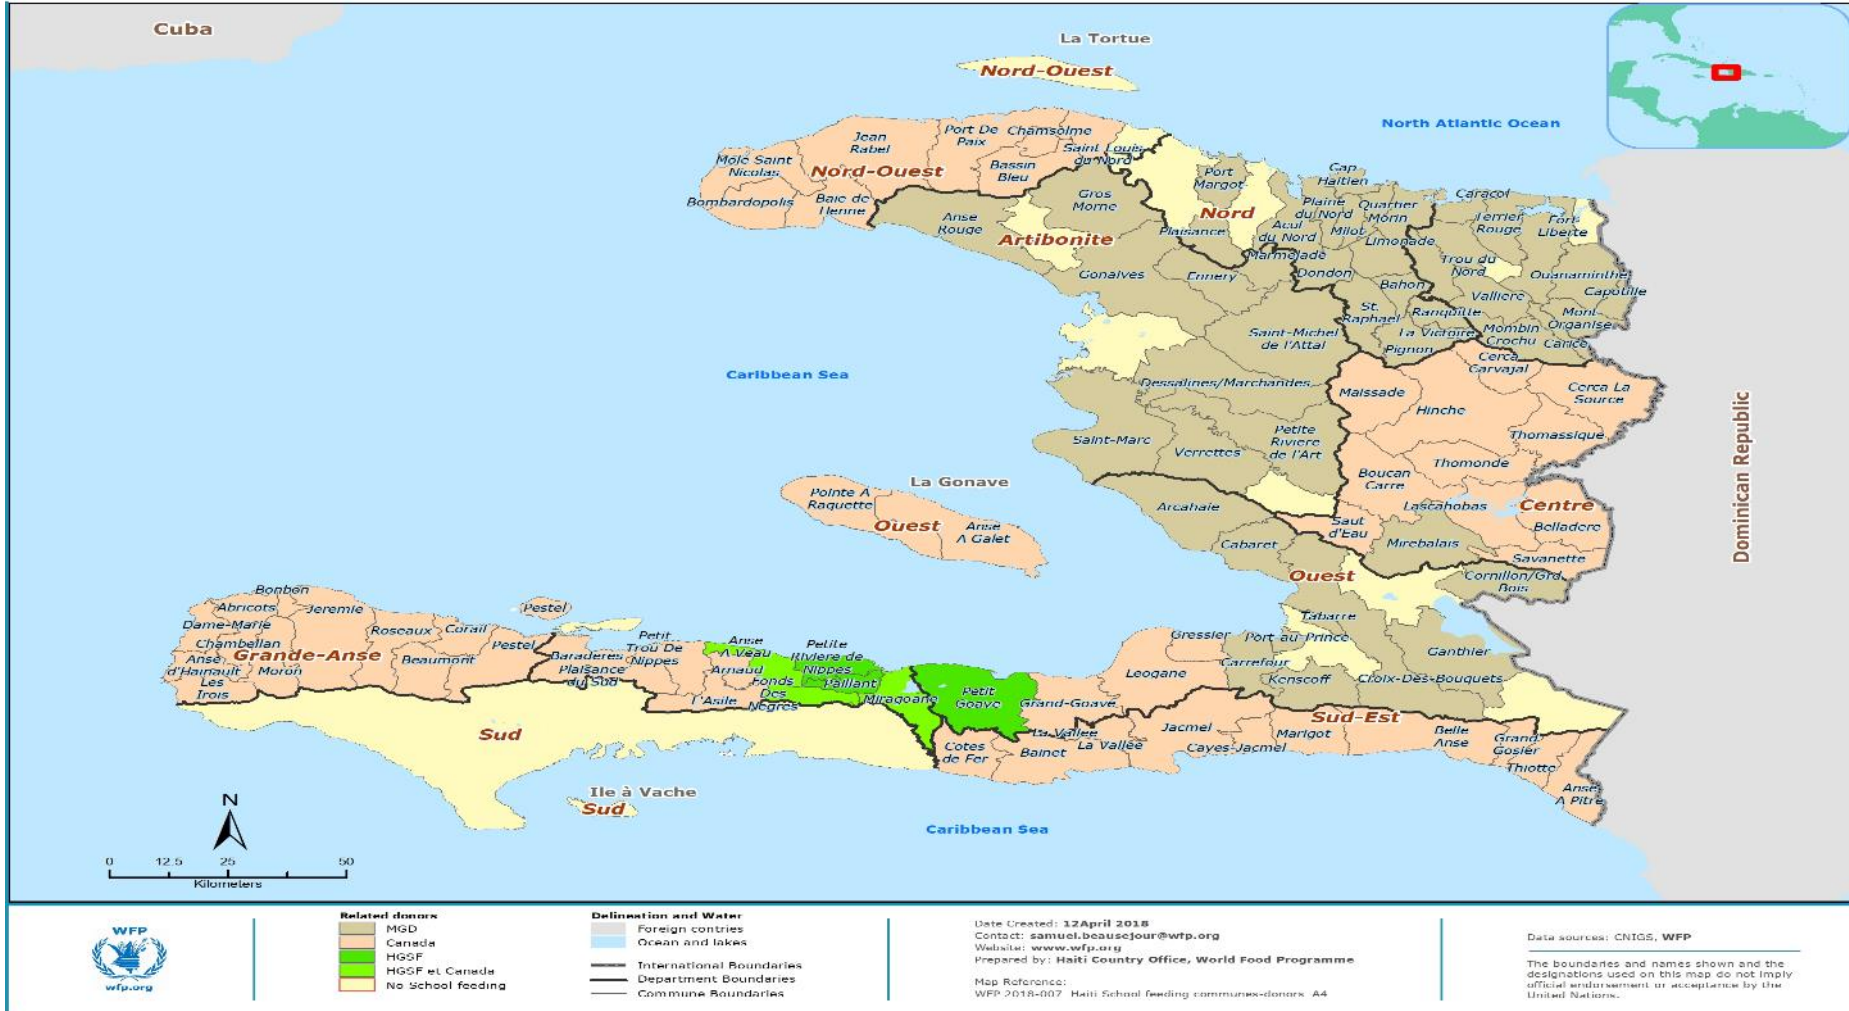 Cuba
La Tortue
Nord-Ouest
North Atlantic Ocean
Jean
Rabel
Port De
Paix
Chamsolme
Saint Louis
du Nord
Mole Saint
Nicolas
Nord-Ouest
Bassin
Bleu
Bombardopolis
Baie de
Henne
Port
Margot
Cap
Haitien
Caracol
Gros
Morne
Anse
Rouge
Artibonite
Nord
Plaisance
Plaine
du Nord
Quartier
Morin
Acul
du Nord
Milot
Limonade
Terrier
Rouge
Fort
Liberte
Marmelade
Trou du
Nord
Gonaives
Ennery
Dondon
Ouanaminthe
Bahon
Capotille
Valliere
St.
Raphael
Ranquitte
Mont
Organise
Saint-Michel
de l'Attal
La Victoire
Mombin
Crochu
Carice
Pignon
Cerca
Carvajal
Caribbean Sea
Dessalines/Marchandes
Maissade
Cerca La
Source
Hinche
Saint-Marc
Verrettes
Petite
Riviere
de l'Art
Thomassique
Thomonde
Boucan
Carre
La Gonave
Pointe A
Raquette
Ouest
Anse
A Galet
Arcahaie
Lascahobas
Centre
Saut
d'Eau
Belladere
Cabaret
Mirebalais
Savanette
Ouest
Cornillon/Grd
Bois
Dominican Republic
Bonbon
Abricots
Jeremie
Pestel
Dame-Marie
Roseaux
Corail
Pestel
Chambellan
Grande-Anse
Beaumont
Anse
d'Hainault
Moron
Les
Irois
Baraderes
Petit
Trou De
Nippes
Plaisance
du Sud
Anse
A Veau
Petite
Riviere de
Nippes
Arnaud
Paillant
Fonds
Des
Negres
L'Asile
Miragoane
Petit
Goave
Grand-Goave
Leogane
Gressier
Tabarre
Port au Prince
Carrefour
Ganthier
Kenscoff
Croix-Des-Bouquets
Sud
Sud-Est
La Vallee
Jacmel
Marigot
Belle
Anse
Grand
Gosier
Cotes
de Fer
Bainet
La Vallee
Cayes-Jacmel
Thiotte
Anse
A Pitre
Ile à Vache
Sud
Caribbean Sea
N
0 12.5 25 50
Kilometers
WFP
wfp.org
Related donors
MGD
Canada
HGSF
HGSF et Canada
No School feeding
Delineation and Water
Foreign contries
Ocean and lakes
International Boundaries
Department Boundaries
Commune Boundaries
Date Created: 12April 2018
Contact: samuel.beausejour@wfp.org
Website: www.wfp.org
Prepared by: Haiti Country Office, World Food Programme
Map Reference:
WFP 2018-007 Haiti School feeding communes-donors A4
Data sources: CNIGS, WFP
The boundaries and names shown and the
designations used on this map do not imply
official endorsement or acceptance by the
United Nations.